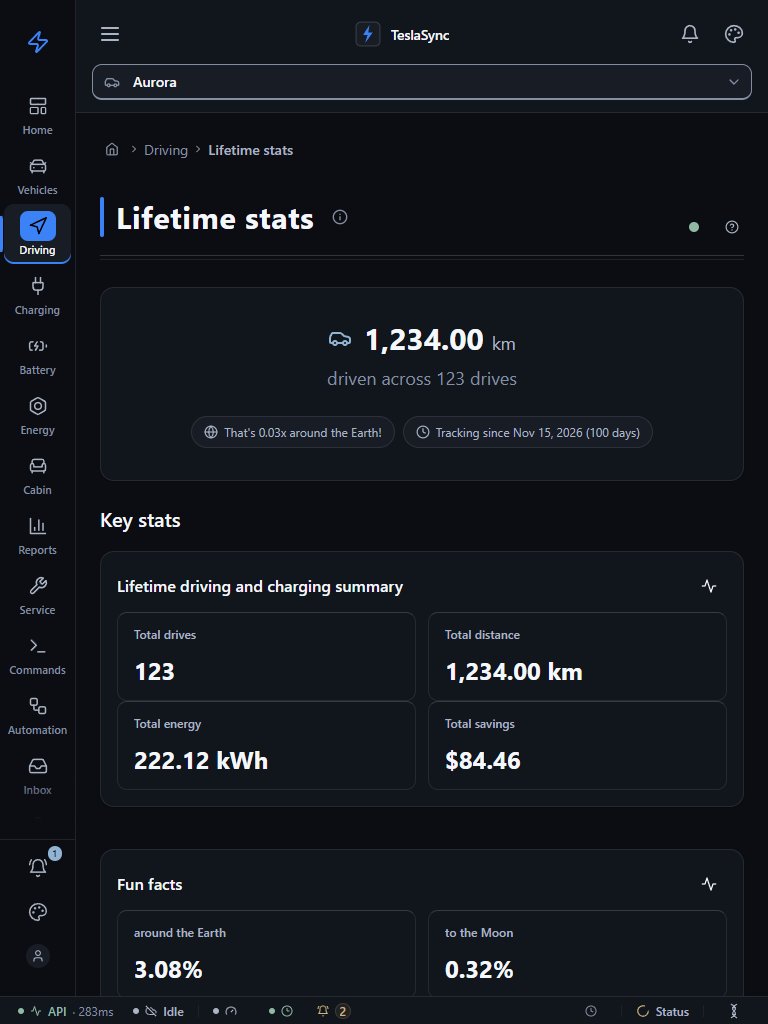 TeslaSync
Aurora
Home
Vehicles
Driving
Charging
Battery
Energy
Cabin
Reports
Service
Commands
Automation
Inbox
1
Driving > Lifetime stats
Lifetime stats
1,234.00 km
driven across 123 drives
That's 0.03x around the Earth!
Tracking since Nov 15, 2026 (100 days)
Key stats
Lifetime driving and charging summary
Total drives
123
Total distance
1,234.00 km
Total energy
222.12 kWh
Total savings
$84.46
Fun facts
around the Earth
3.08%
to the Moon
0.32%
API · 283ms
Idle
2
Status